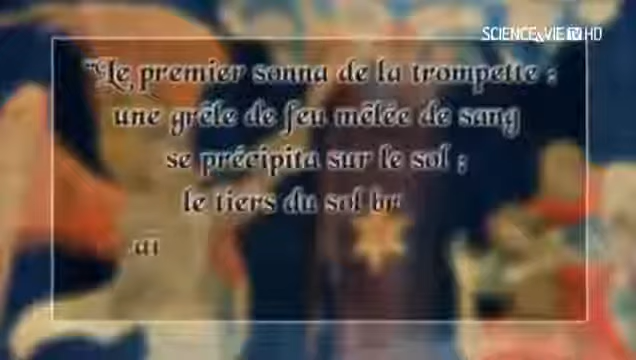 SCIENCE&VIE TV HD
"Le premier sonna de la trompette :
une grêle de feu mêlée de sang
se précipita sur le sol ;
le tiers du sol br